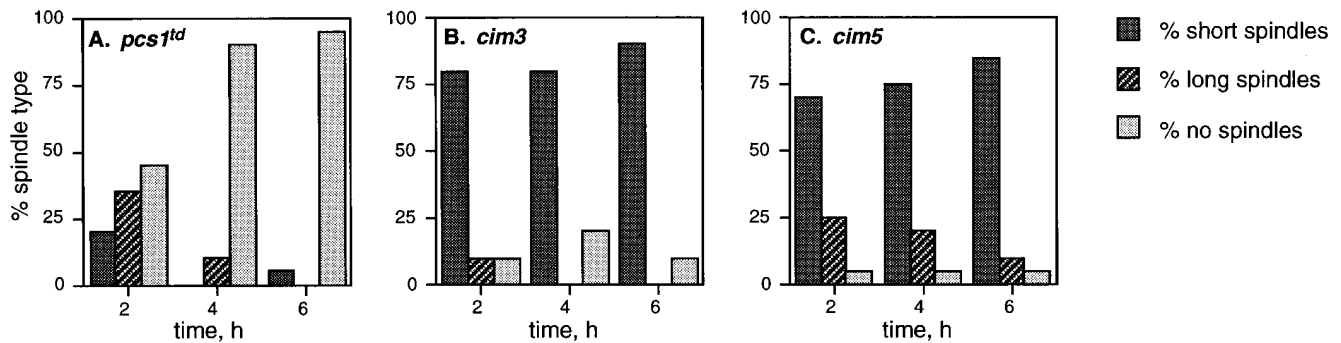 A. pcs1td
B. cim3
C. cim5
% spindle type
100
75
50
25
0
2
4
6
time, h
100
75
50
25
0
2
4
6
time, h
100
75
50
25
0
2
4
6
time, h
% short spindles
% long spindles
% no spindles